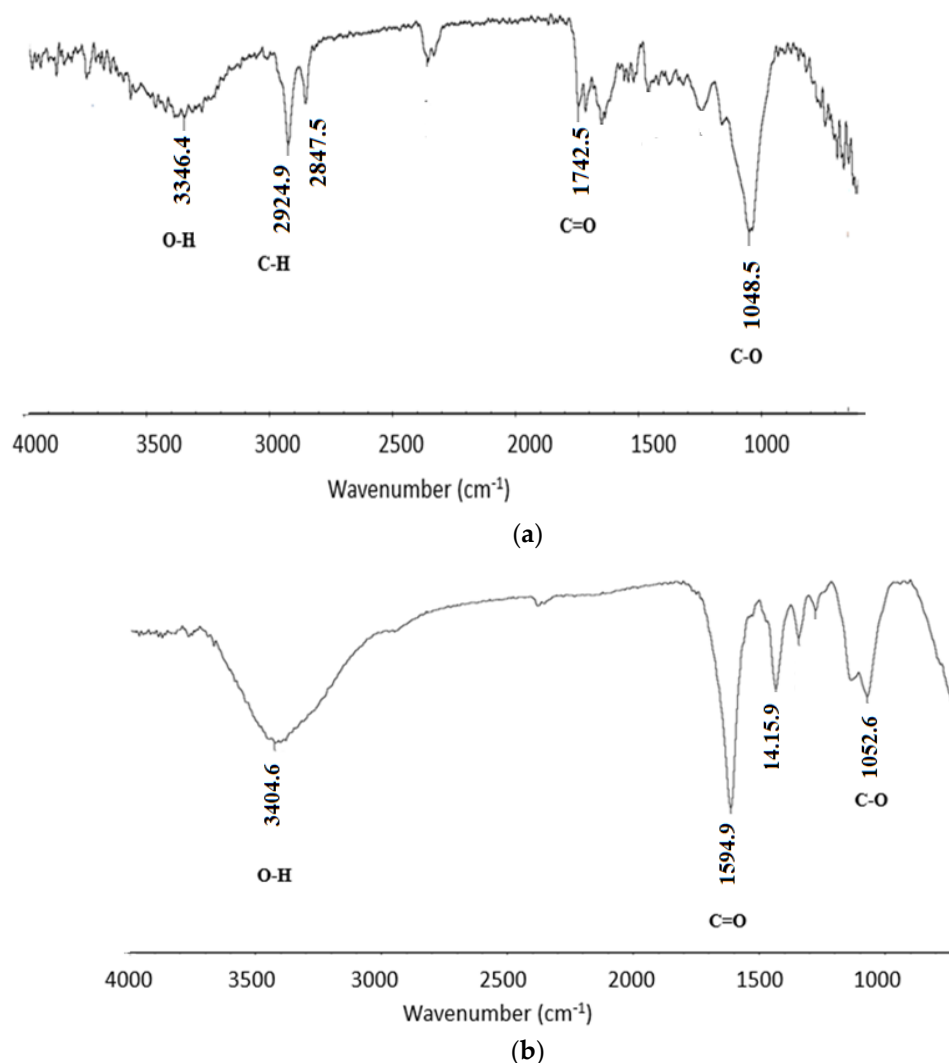 3346.4
2924.9
2847.5
1742.5
1048.5
O-H
C-H
C=O
C-O
4000 3500 3000 2500 2000 1500 1000
Wavenumber (cm-1)
(a)
3404.6
1594.9
14.15.9
1052.6
O-H
C=O
C-O
4000 3500 3000 2500 2000 1500 1000
Wavenumber (cm-1)
(b)